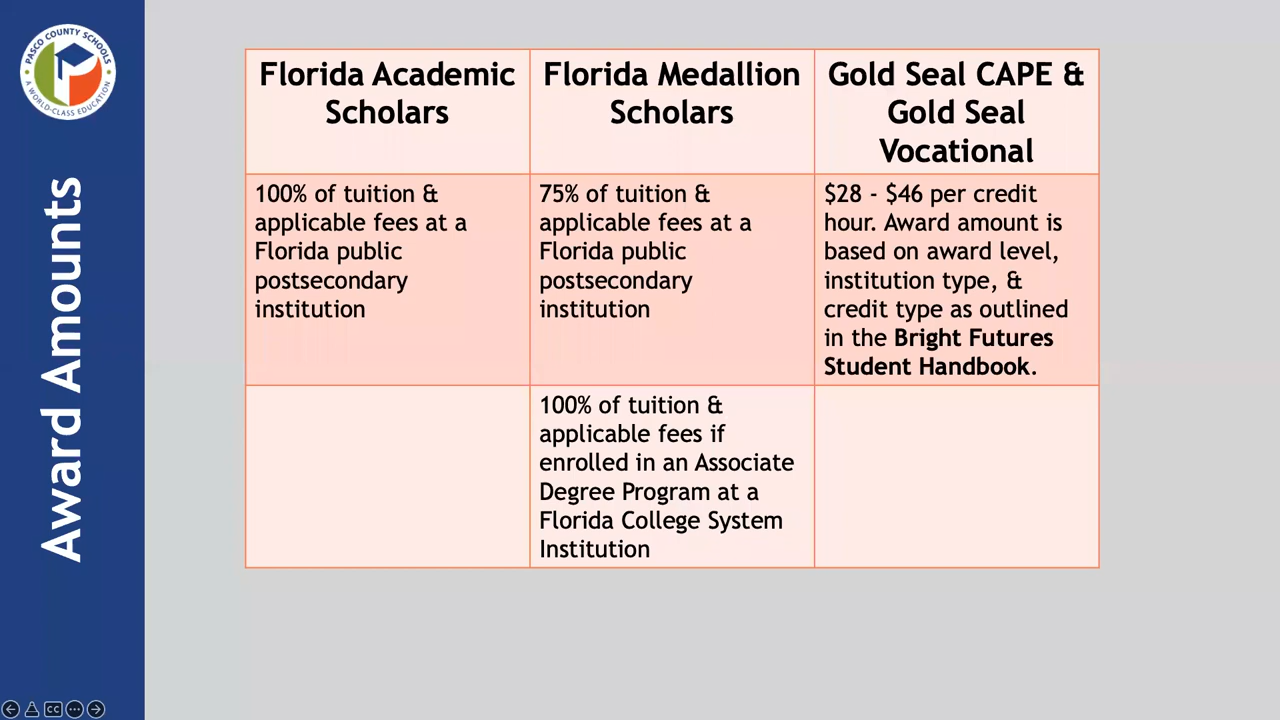 PASCO COUNTY SCHOOLS
A WORLD-CLASS EDUCATION
Award Amounts
Florida Academic
Scholars
Florida Medallion
Scholars
Gold Seal CAPE &
Gold Seal
Vocational
100% of tuition &
applicable fees at a
Florida public
postsecondary
institution
75% of tuition &
applicable fees at a
Florida public
postsecondary
institution
$28 - $46 per credit
hour. Award amount is
based on award level,
institution type, &
credit type as outlined
in the Bright Futures
Student Handbook.
100% of tuition &
applicable fees if
enrolled in an Associate
Degree Program at a
Florida College System
Institution
CC